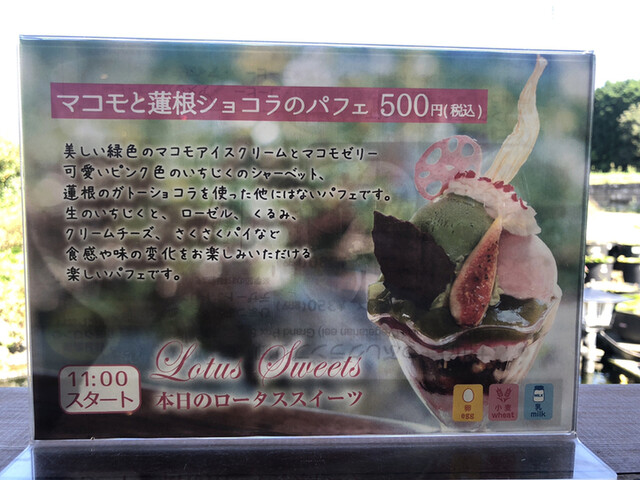 マコモと蓮根ショコラのパフェ 500円(税込)
美しい緑色のマコモアイスクリームとマコモゼリー
可愛いピンク色のいちじくのシャーベット、
蓮根のガトーショコラを使った他にはないパフェです。
生のいちじくと、ローゼル、くるみ、
クリームチーズ、さくさくパイなど
食感や味の変化をお楽しみいただける
楽しいパフェです。
Lotus Sweets
11:00
スタート
本日のロータススイーツ
卵
egg
小麦
wheat
乳
milk